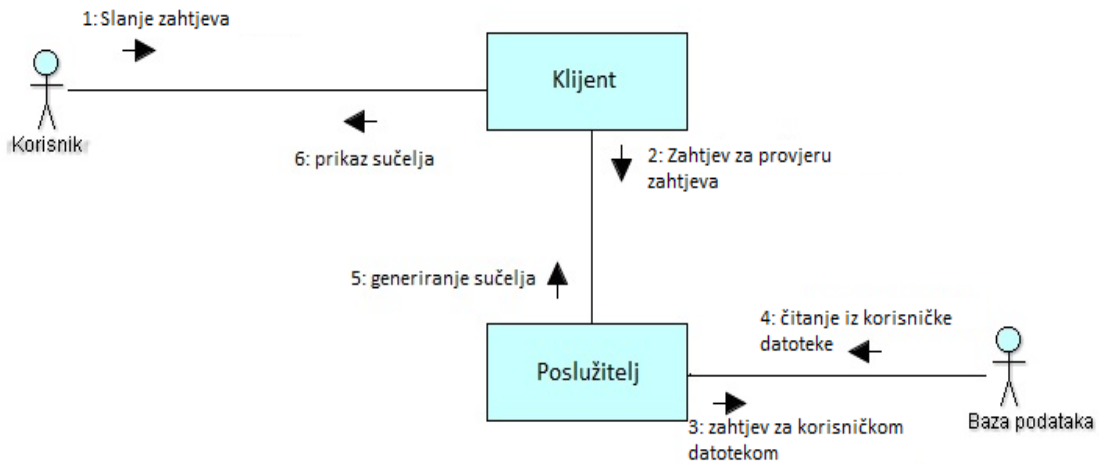 1: Slanje zahtjeva
Klijent
Korisnik
6: prikaz sučelja
2: Zahtjev za provjeru
zahtjeva
5: generiranje sučelja
4: čitanje iz korisničke
datoteke
Poslužitelj
Baza podataka
3: zahtjev za korisničkom
datotekom